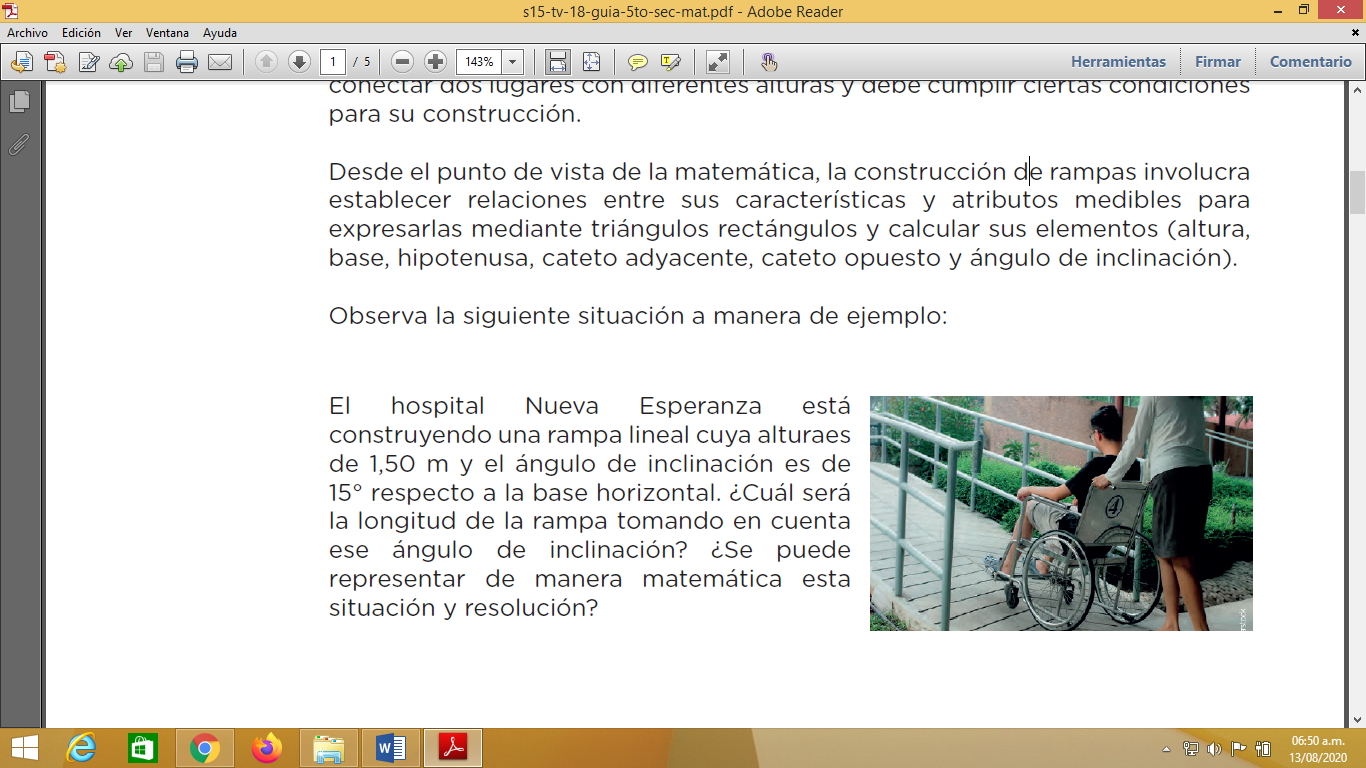 s15-tv-18-guia-5to-sec-mat.pdf - Adobe Reader
Archivo Edición Ver Ventana Ayuda
1 / 5 143% Herramientas Firmar Comentario
conectar dos lugares con diferentes alturas y debe cumplir ciertas condiciones
para su construcción.
Desde el punto de vista de la matemática, la construcción de rampas involucra
establecer relaciones entre sus características y atributos medibles para
expresarlas mediante triángulos rectángulos y calcular sus elementos (altura,
base, hipotenusa, cateto adyacente, cateto opuesto y ángulo de inclinación).
Observa la siguiente situación a manera de ejemplo:
El hospital Nueva Esperanza está
construyendo una rampa lineal cuya alturaes
de 1,50 m y el ángulo de inclinación es de
15° respecto a la base horizontal. ¿Cuál será
la longitud de la rampa tomando en cuenta
ese ángulo de inclinación? ¿Se puede
representar de manera matemática esta
situación y resolución?
4
06:50 a.m.
13/08/2020